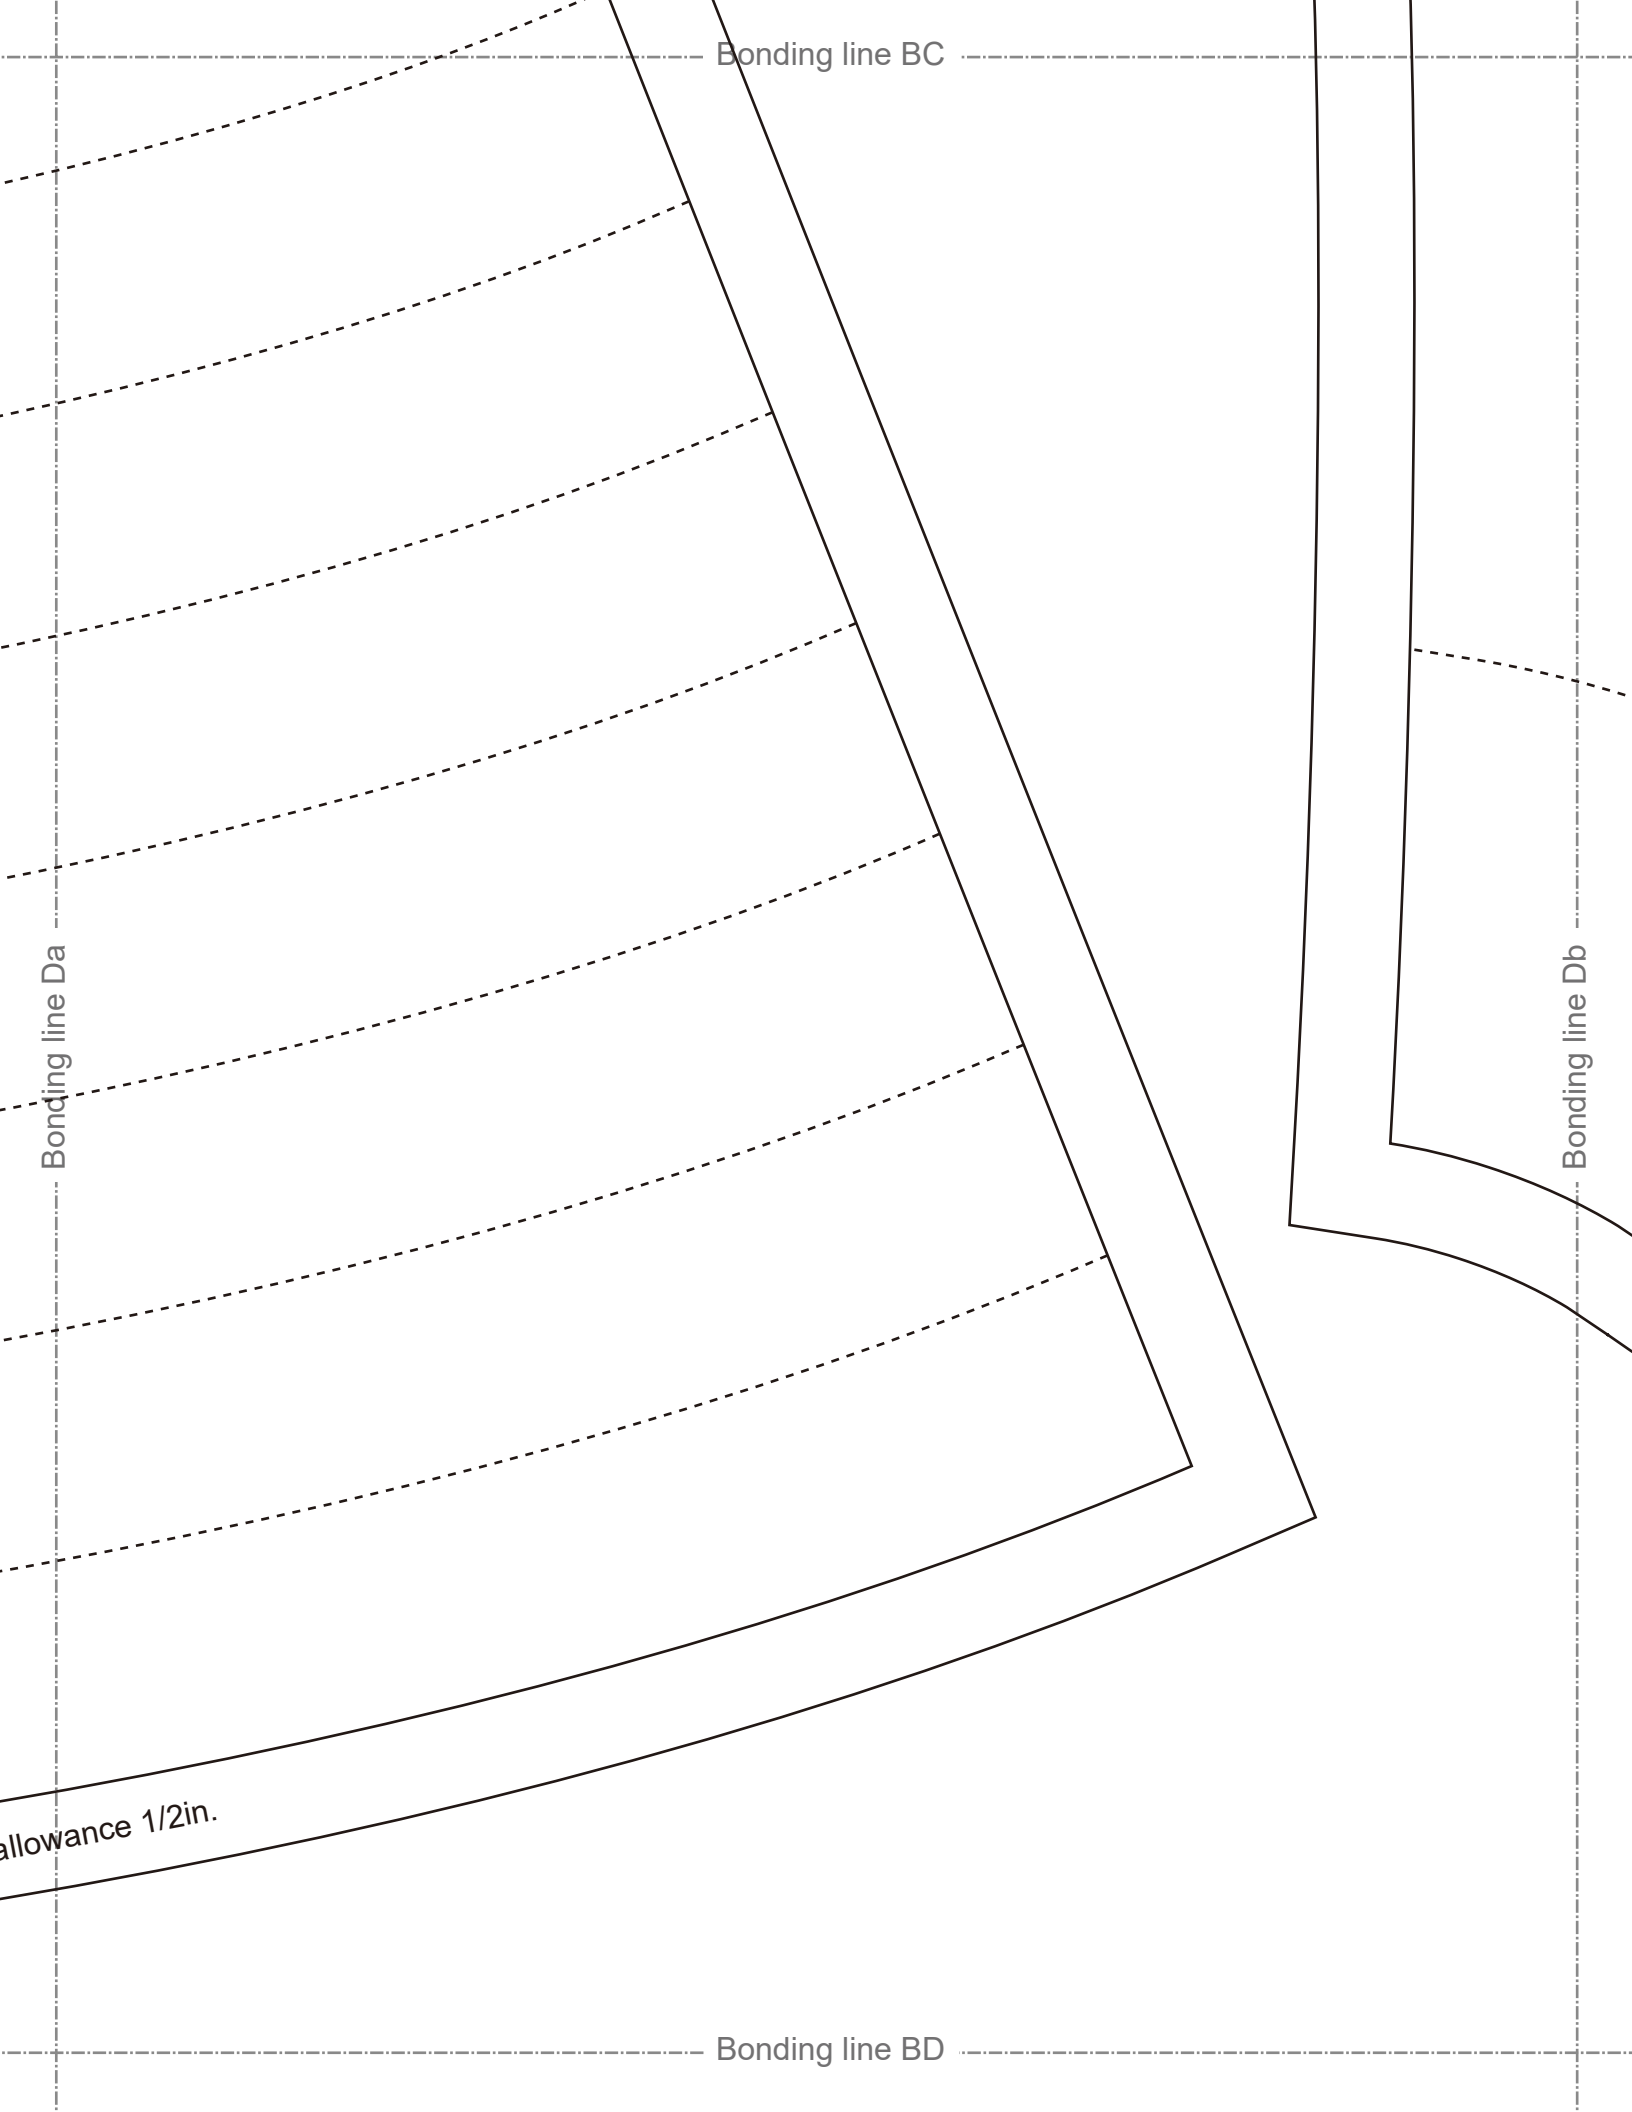 Bonding line BC
Bonding line Da
Bonding line Db
allowance 1/2in.
Bonding line BD